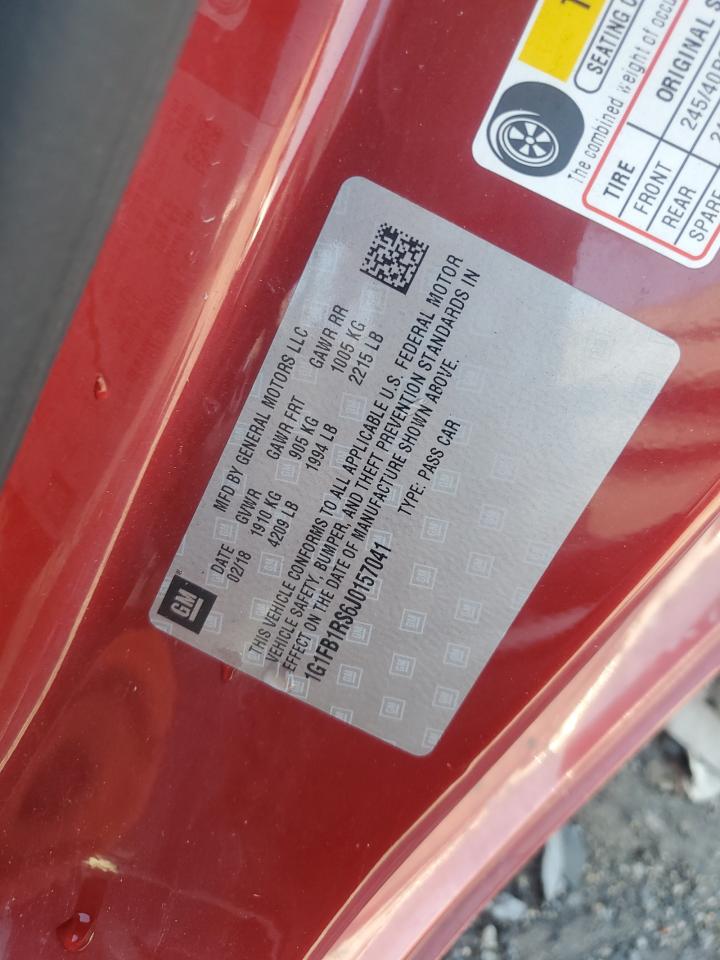 GM
MFD BY GENERAL MOTORS LLC
DATE GVWR GAWR FRT GAWR RR
02/18 1910 KG 905 KG 1005 KG
4209 LB 1994 LB 2215 LB
THIS VEHICLE CONFORMS TO ALL APPLICABLE U.S. FEDERAL MOTOR
VEHICLE SAFETY, BUMPER, AND THEFT PREVENTION STANDARDS IN
EFFECT ON THE DATE OF MANUFACTURE SHOWN ABOVE.
1G1FB1RS6J0157041 TYPE: PASS CAR
SEATING
The combined weight of
TIRE ORIGINAL
FRONT 245/40
REAR
SPARE